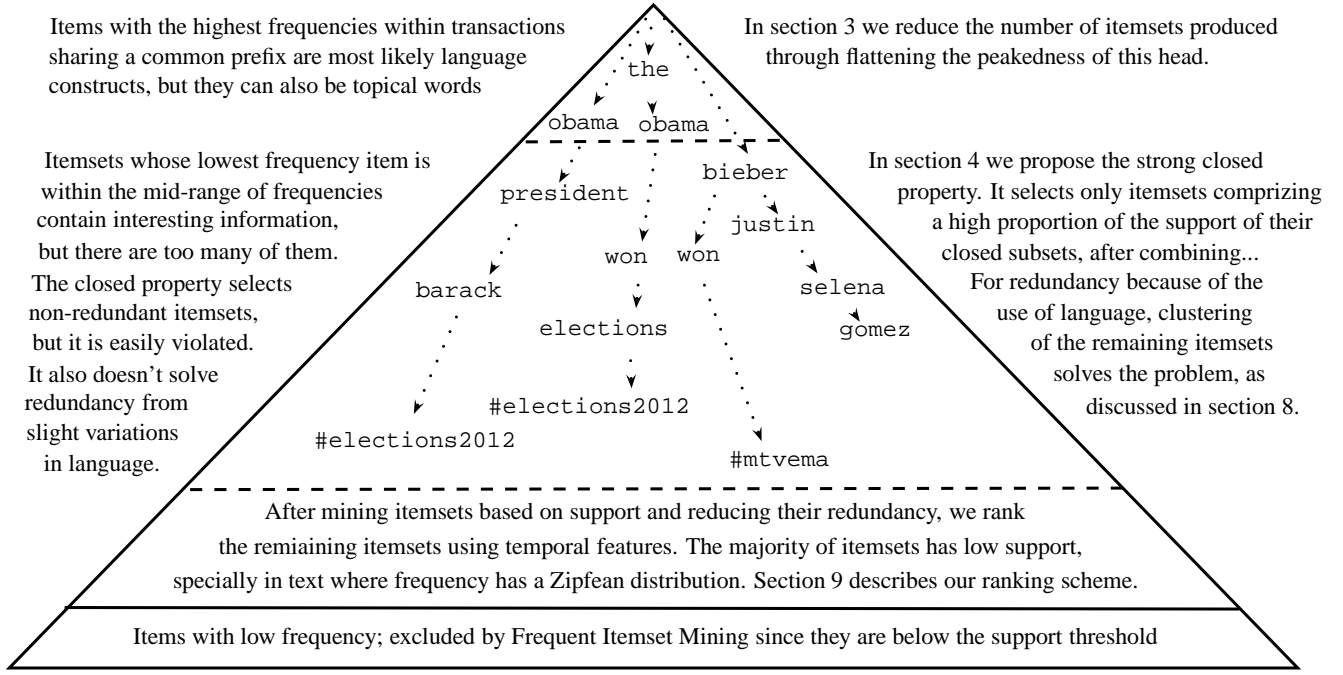 Items with the highest frequencies within transactions
sharing a common prefix are most likely language
constructs, but they can also be topical words
In section 3 we reduce the number of itemsets produced
through flattening the peakedness of this head.
the
obama obama
Itemsets whose lowest frequency item is
within the mid-range of frequencies
contain interesting information,
but there are too many of them.
The closed property selects
non-redundant itemsets,
but it is easily violated.
It also doesn't solve
redundancy from
slight variations
in language.
bieber
president
justin
won won
barack
selena
elections
gomez
#elections2012
#elections2012
#mtvema
In section 4 we propose the strong closed
property. It selects only itemsets comprizing
a high proportion of the support of their
closed subsets, after combining...
For redundancy because of the
use of language, clustering
of the remaining itemsets
solves the problem, as
discussed in section 8.
After mining itemsets based on support and reducing their redundancy, we rank
the remiaining itemsets using temporal features. The majority of itemsets has low support,
specially in text where frequency has a Zipfean distribution. Section 9 describes our ranking scheme.
Items with low frequency; excluded by Frequent Itemset Mining since they are below the support threshold